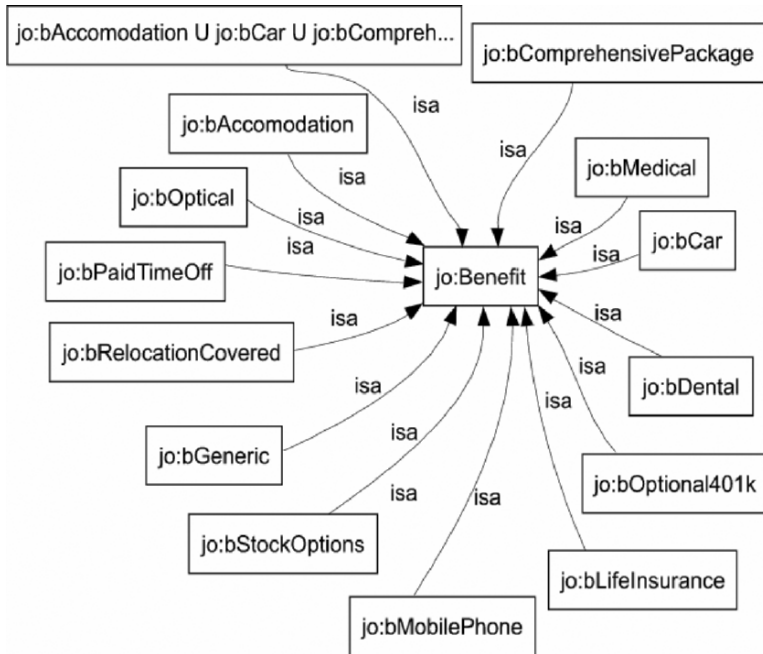 jo:bAccomodation U jo:bCar U jo:bCompreh...
jo:bComprehensivePackage
isa
jo:bAccomodation
isa
isa
jo:bMedical
jo:bOptical
isa
isa
isa
jo:bCar
isa
isa
jo:bPaidTimeOff
jo:Benefit
isa
isa
jo:bRelocationCovered
isa
isa
jo:bDental
isa
isa
jo:bGeneric
jo:bOptional401k
isa
isa
jo:bStockOptions
jo:bLifeInsurance
jo:bMobilePhone